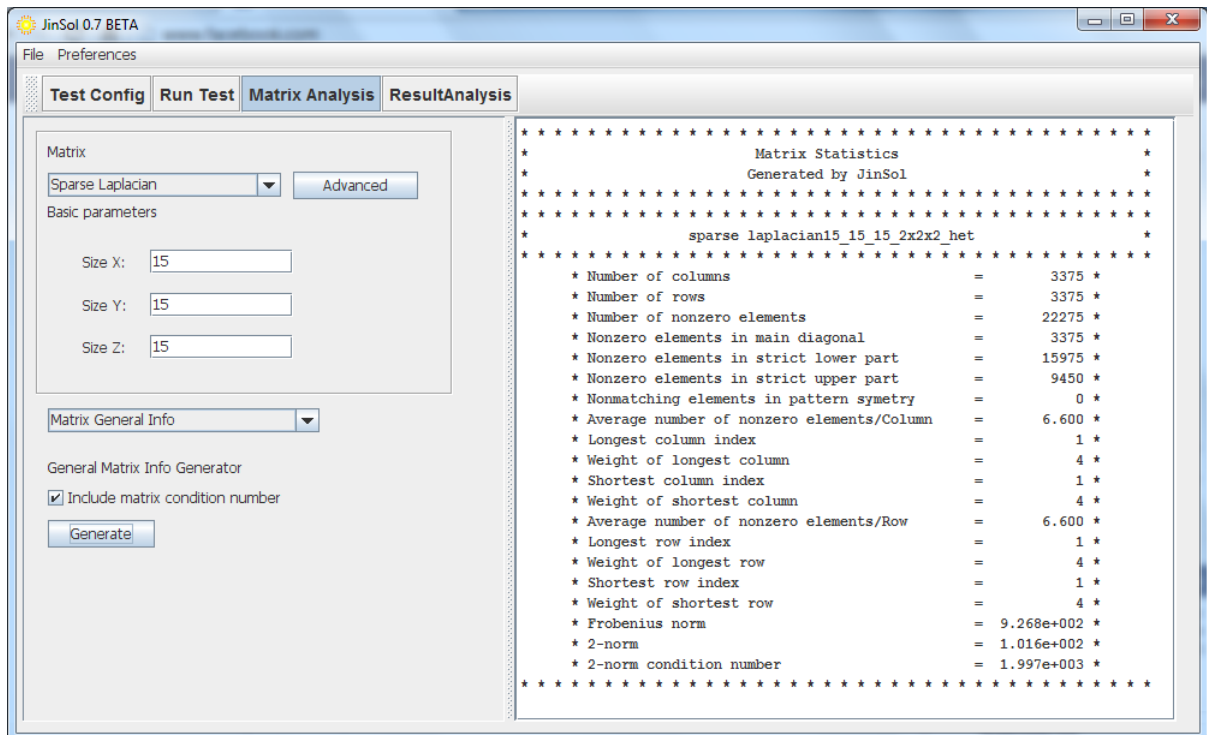 JinSol 0.7 BETA
File Preferences
Test Config Run Test Matrix Analysis ResultAnalysis
Matrix
Sparse Laplacian Advanced
Basic parameters
Size X: 15
Size Y: 15
Size Z: 15
Matrix General Info
General Matrix Info Generator
Include matrix condition number
Generate
* * * * * * * * * * * * * * * * * * * * * * * * * * * * * * * * * * * * * *
* Matrix Statistics *
* Generated by JinSol *
* * * * * * * * * * * * * * * * * * * * * * * * * * * * * * * * * * * * * *
* * * * * * * * * * * * * * * * * * * * * * * * * * * * * * * * * * * * * *
* sparse laplacian15_15_15_2x2x2_het *
* * * * * * * * * * * * * * * * * * * * * * * * * * * * * * * * * * * * * *
* Number of columns = 3375 *
* Number of rows = 3375 *
* Number of nonzero elements = 22275 *
* Nonzero elements in main diagonal = 3375 *
* Nonzero elements in strict lower part = 15975 *
* Nonzero elements in strict upper part = 9450 *
* Nonmatching elements in pattern symetry = 0 *
* Average number of nonzero elements/Column = 6.600 *
* Longest column index = 1 *
* Weight of longest column = 4 *
* Shortest column index = 1 *
* Weight of shortest column = 4 *
* Average number of nonzero elements/Row = 6.600 *
* Longest row index = 1 *
* Weight of longest row = 4 *
* Shortest row index = 1 *
* Weight of shortest row = 4 *
* Frobenius norm = 9.268e+002 *
* 2-norm = 1.016e+002 *
* 2-norm condition number = 1.997e+003 *
* * * * * * * * * * * * * * * * * * * * * * * * * * * * * * * * * * * * * *